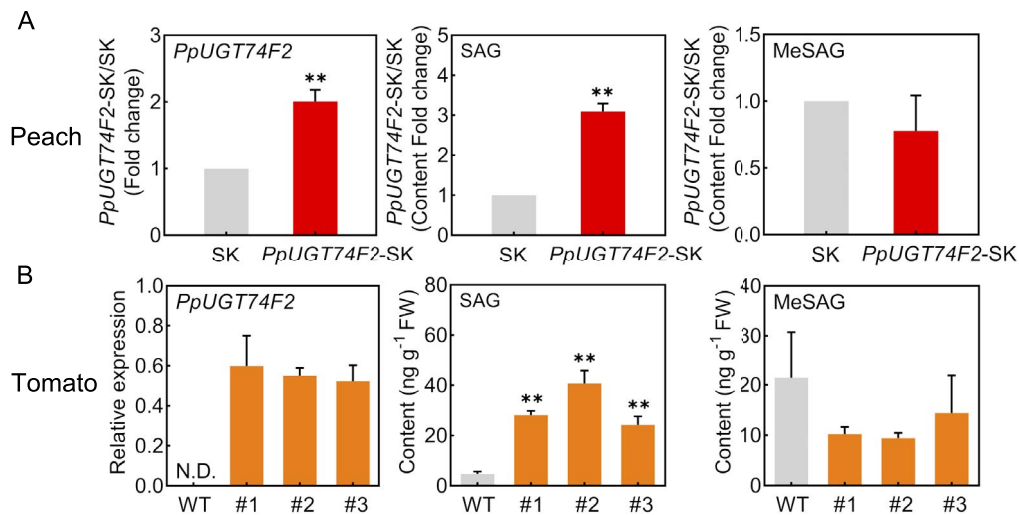 A
Peach
PpUGT74F2-SK/SK
(Fold change)
3
2
1
0
PpUGT74F2
**
SK
PpUGT74F2-SK
PpUGT74F2-SK/SK
(Content Fold change)
5
4
3
2
1
0
SAG
**
SK
PpUGT74F2-SK
PpUGT74F2-SK/SK
(Content Fold change)
1.5
1.0
0.5
0.0
MeSAG
SK
PpUGT74F2-SK
B
Tomato
Relative expression
1.0
0.8
0.6
0.4
0.2
0.0
PpUGT74F2
N.D.
WT #1 #2 #3
Content (ng g-1 FW)
80
60
40
20
0
SAG
**
**
**
WT #1 #2 #3
Content (ng g-1 FW)
40
30
20
10
0
MeSAG
WT #1 #2 #3